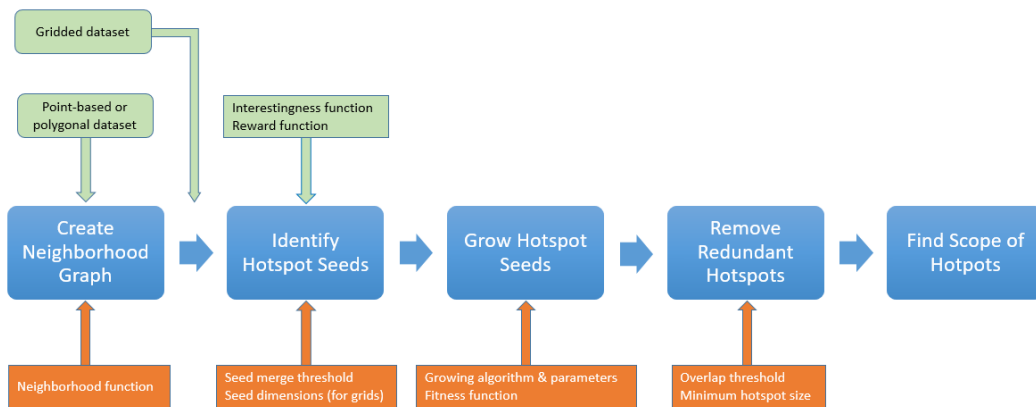 Gridded dataset
Point-based or
polygonal dataset
Interestingness function
Reward function
Create
Neighborhood
Graph
Identify
Hotspot Seeds
Grow Hotspot
Seeds
Remove
Redundant
Hotspots
Find Scope of
Hotpots
Neighborhood function
Seed merge threshold
Seed dimensions (for grids)
Growing algorithm & parameters
Fitness function
Overlap threshold
Minimum hotspot size